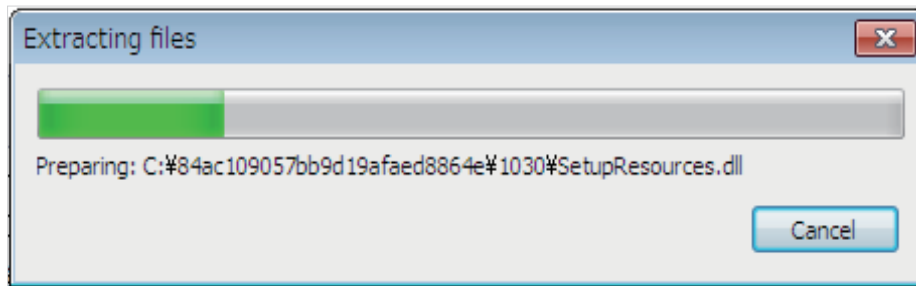 Extracting files
Preparing: C:¥84ac109057bb9d19afaed8864e¥1030¥SetupResources.dll
Cancel